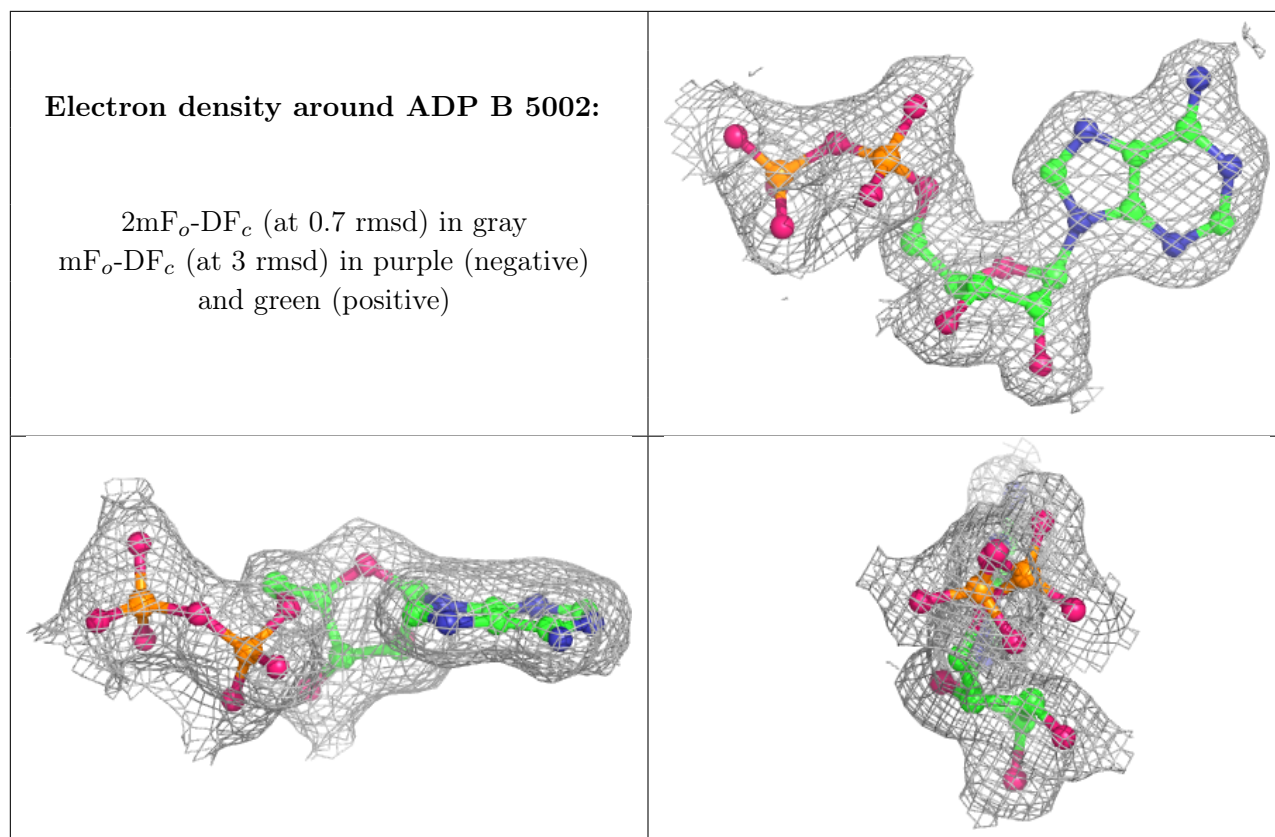 Electron density around ADP B 5002:
2mFₒ-DF𝒸 (at 0.7 rmsd) in gray
mFₒ-DF𝒸 (at 3 rmsd) in purple (negative)
and green (positive)